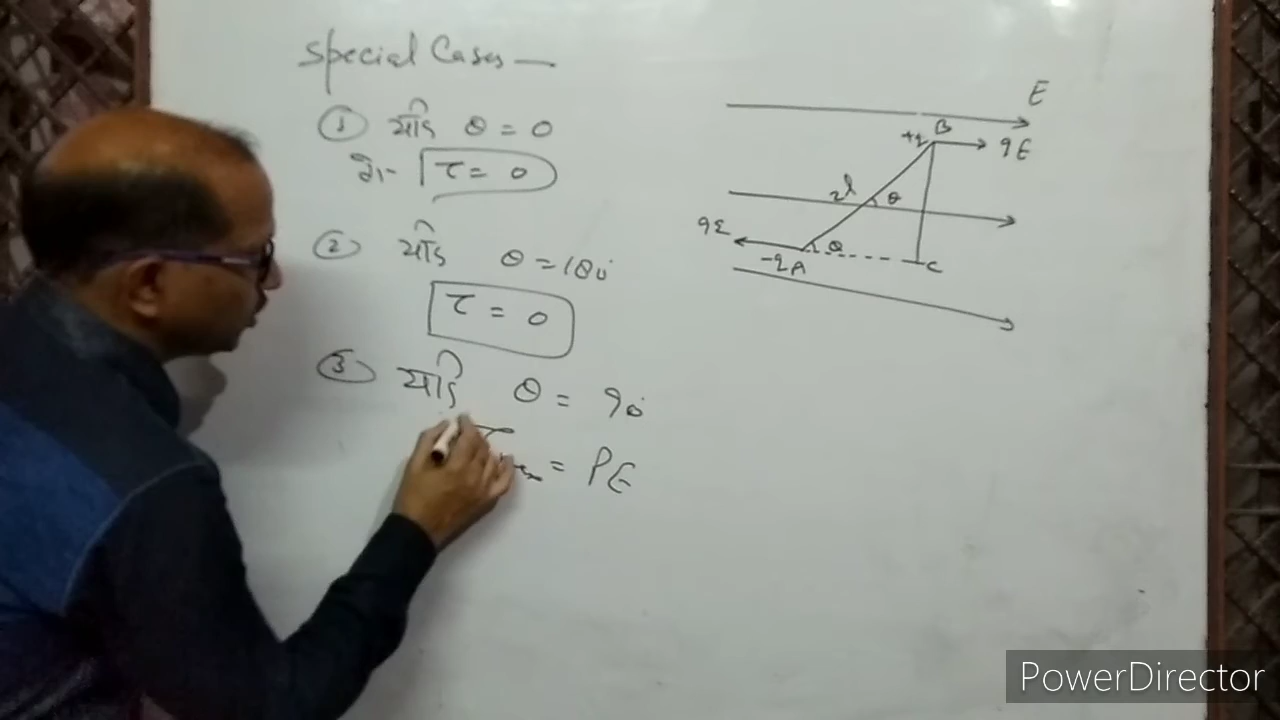 Special Cases —
① यदि θ = 0
τ = 0
② यदि θ = 180°
τ = 0
③ यदि θ = 90°
= PE
E
+q B
qE
2l
θ
qE
θ
-q A
C
PowerDirector